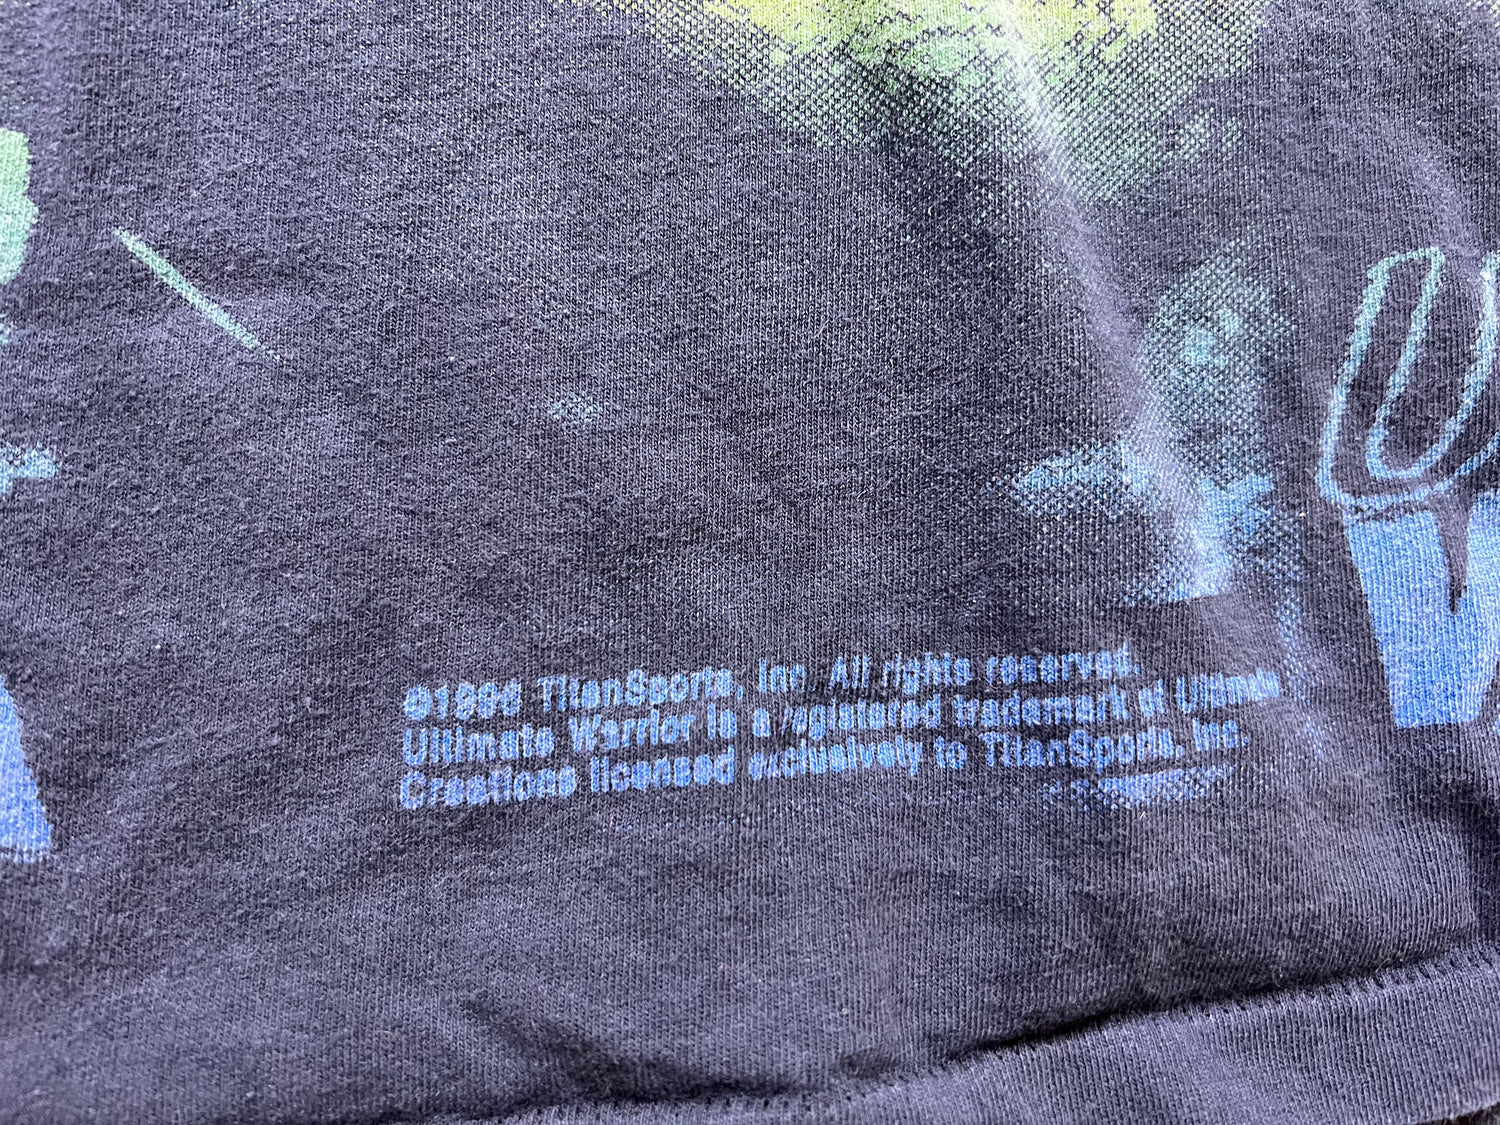 ©1996 TitanSports, Inc. All rights reserved.
Ultimate Warrior is a registered trademark of Ultimate
Creations licensed exclusively to TitanSports, Inc.